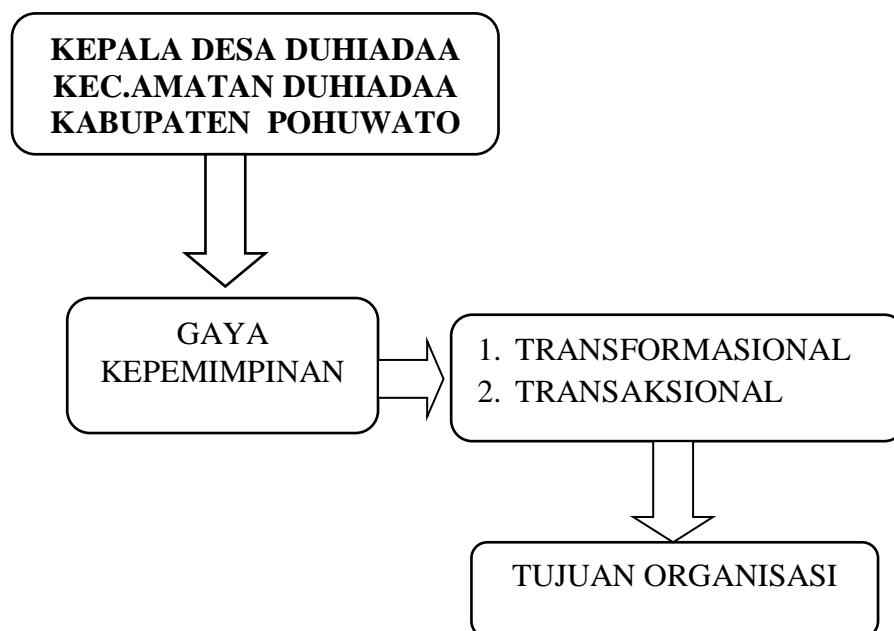 KEPALA DESA DUHIADAA
KEC.AMATAN DUHIADAA
KABUPATEN POHUWATO
GAYA
KEPEMIMPINAN
1. TRANSFORMASIONAL
2. TRANSAKSIONAL
TUJUAN ORGANISASI